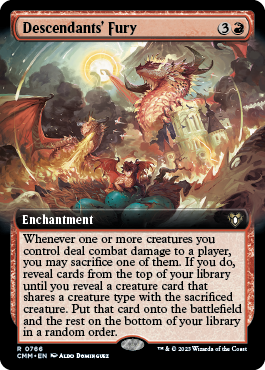 Descendants' Fury 3
Enchantment
Whenever one or more creatures you
control deal combat damage to a player,
you may sacrifice one of them. If you do,
reveal cards from the top of your library
until you reveal a creature card that
shares a creature type with the sacrificed
creature. Put that card onto the battlefield
and the rest on the bottom of your library
in a random order.
R 0766
CMM • EN Aldo Dominguez
™ & © 2023 Wizards of the Coast